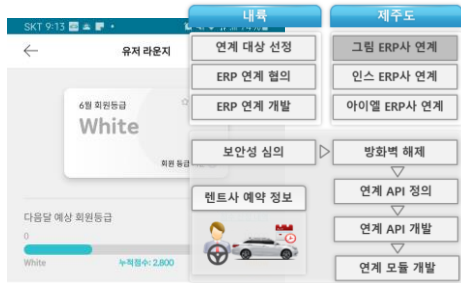 SKT 9:13
유저 라운지
6월 회원등급
White
회원 등급
다음달 예상 회원등급
0
White
누적점수: 2,800
내륙
제주도
연계 대상 선정
그림 ERP사 연계
ERP 연계 협의
인스 ERP사 연계
ERP 연계 개발
아이엘 ERP사 연계
보안성 심의
방화벽 해제
렌트사 예약 정보
연계 API 정의
연계 API 개발
연계 모듈 개발